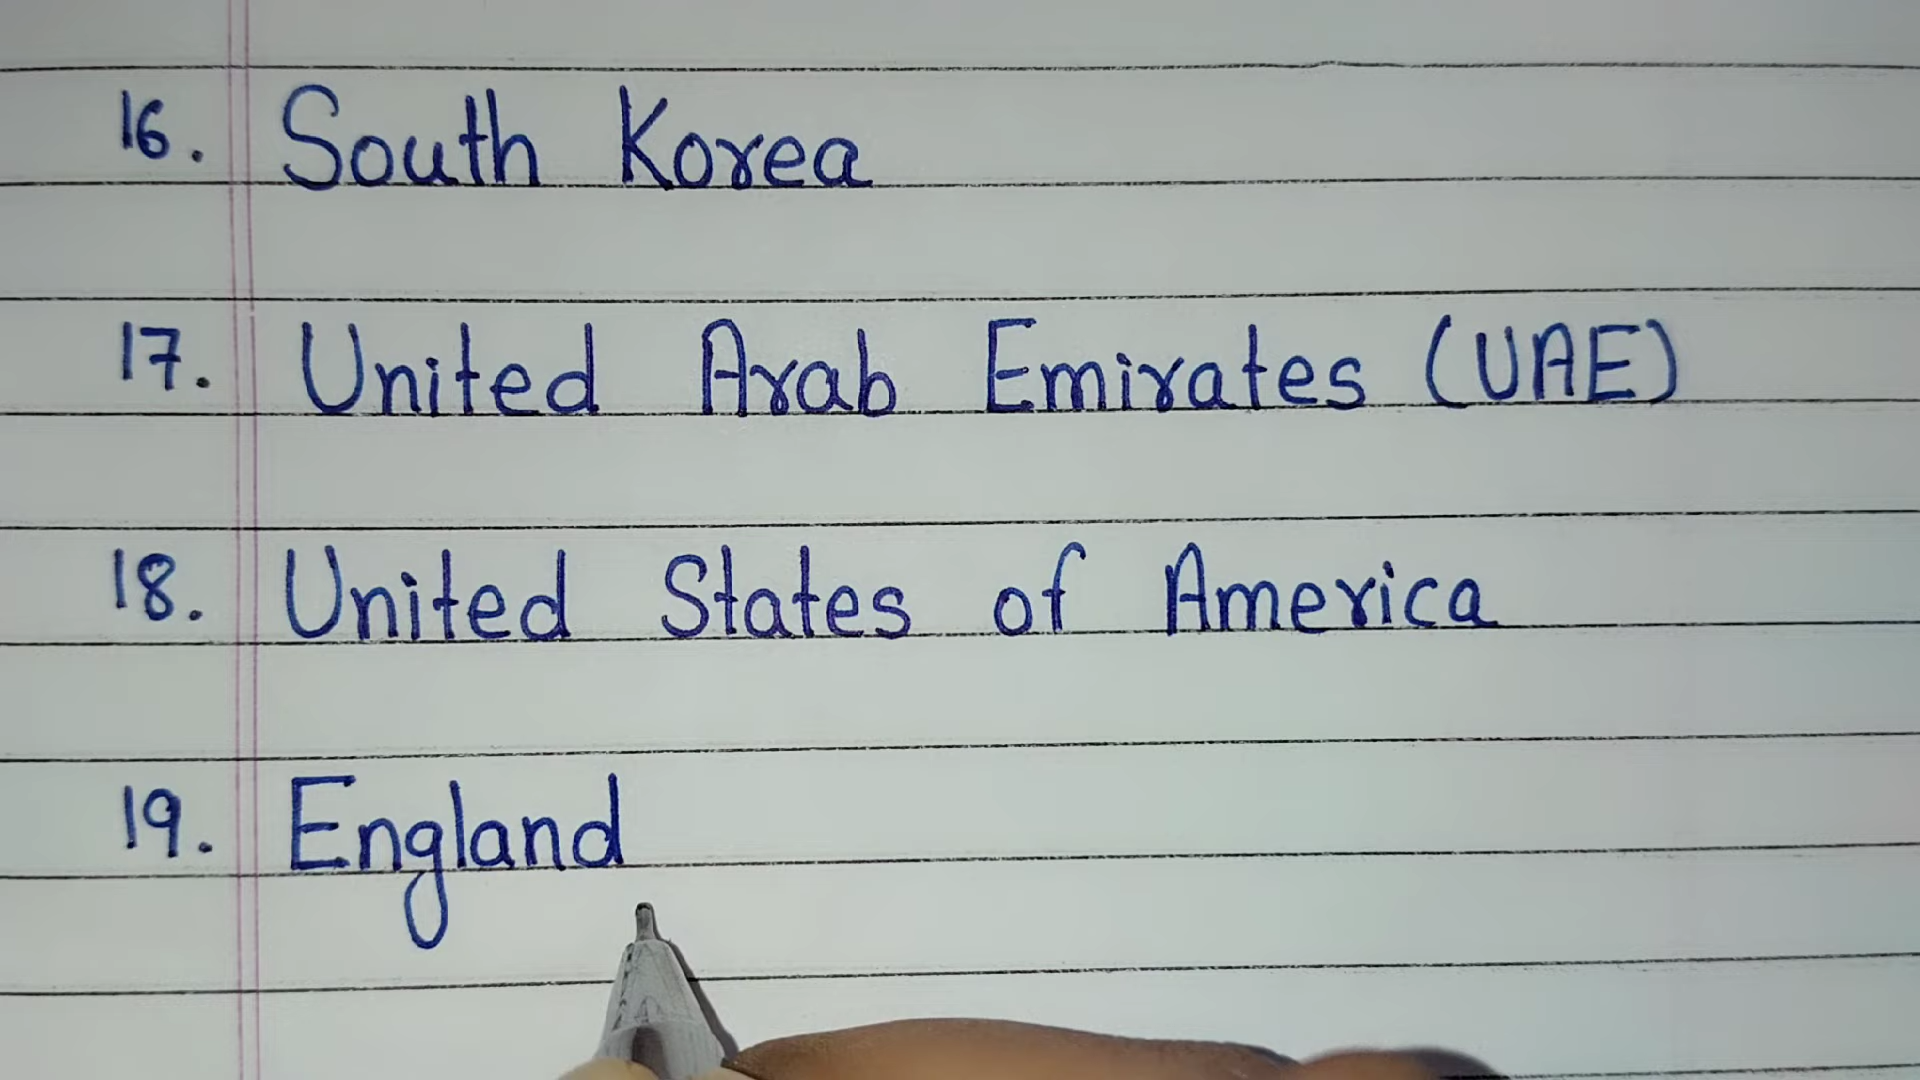 16. South Korea
17. United Arab Emirates (UAE)
18. United States of America
19. England